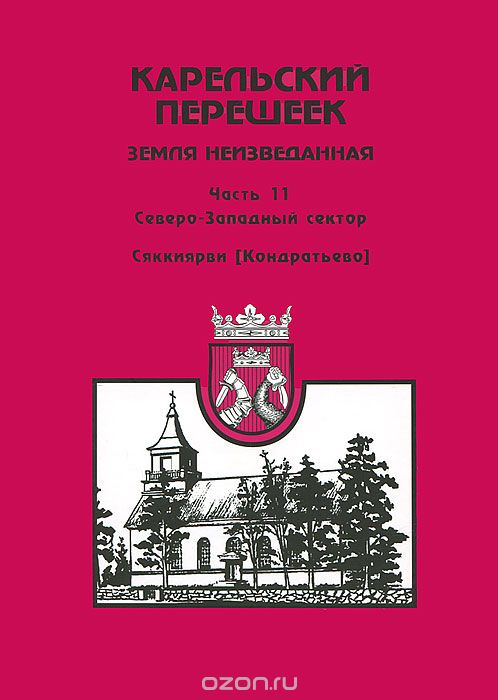 КАРЕЛЬСКИЙ
ПЕРЕШЕЕК
ЗЕМЛЯ НЕИЗВЕДАННАЯ
Часть 11
Северо-Западный сектор
Сяккиярви [Кондратьево]
ozon.ru